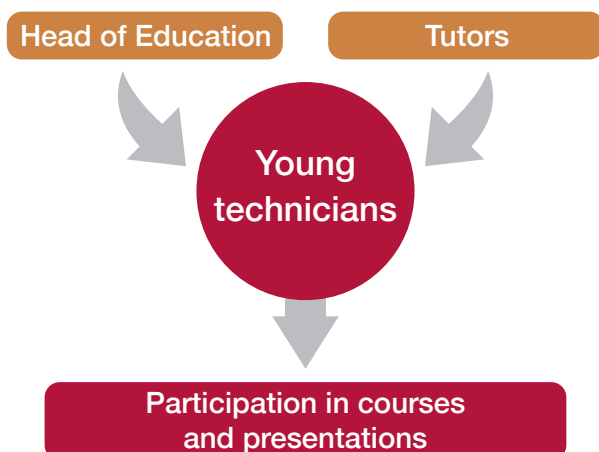 Head of Education
Tutors
Young
technicians
Participation in courses
and presentations